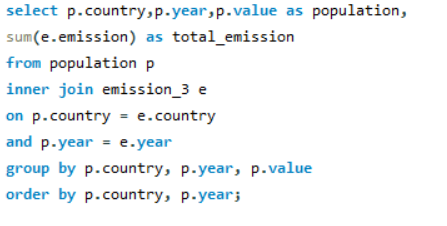 select p.country,p.year,p.value as population,
sum(e.emission) as total_emission
from population p
inner join emission_3 e
on p.country = e.country
and p.year = e.year
group by p.country, p.year, p.value
order by p.country, p.year;